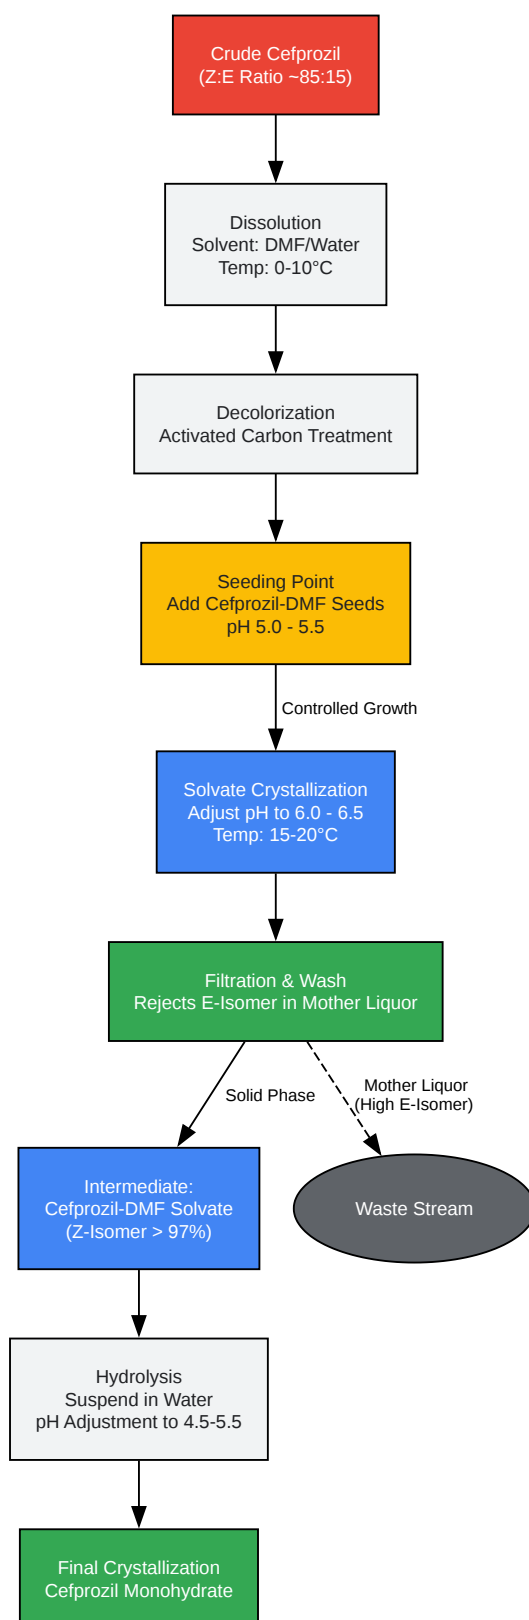 Crude Cefprozil
(Z:E Ratio ~85:15)
Dissolution
Solvent: DMF/Water
Temp: 0-10°C
Decolorization
Activated Carbon Treatment
Seeding Point
Add Cefprozil-DMF Seeds
pH 5.0 - 5.5
Controlled Growth
Solvate Crystallization
Adjust pH to 6.0 - 6.5
Temp: 15-20°C
Filtration & Wash
Rejects E-Isomer in Mother Liquor
Solid Phase
Mother Liquor
(High E-Isomer)
Intermediate:
Cefprozil-DMF Solvate
(Z-Isomer > 97%)
Waste Stream
Hydrolysis
Suspend in Water
pH Adjustment to 4.5-5.5
Final Crystallization
Cefprozil Monohydrate